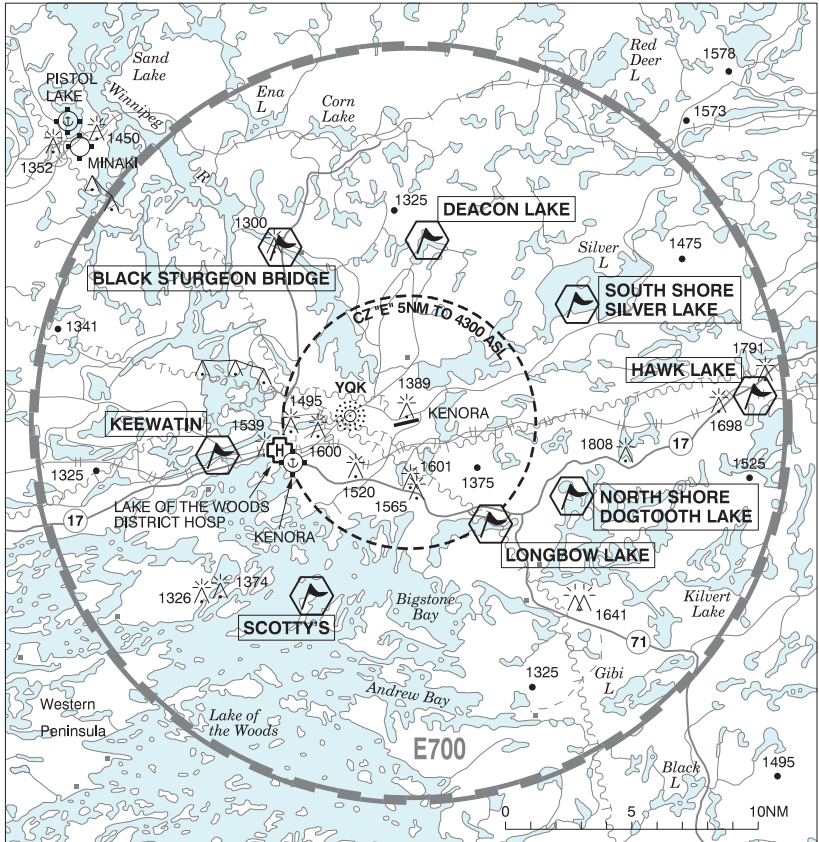 Sand
Lake
Red
Deer
L
1578
PISTOL
LAKE
Winnipeg
Ena
L
Corn
Lake
1573
1450
1352
MINAKI
R
1325
DEACON LAKE
1300
Silver
L
1475
BLACK STURGEON BRIDGE
SOUTH SHORE
SILVER LAKE
CZ "E" 5NM TO 4300 ASL
1341
1791
HAWK LAKE
YQK
1389
1495
KENORA
KEEWATIN
1539
1698
1808
17
H
1600
1601
1375
1525
1325
1520
1565
LAKE OF THE WOODS
DISTRICT HOSP
NORTH SHORE
DOGTOOTH LAKE
17
KENORA
LONGBOW LAKE
1326
1374
Bigstone
Bay
1641
Kilvert
Lake
SCOTTY'S
71
Gibi
L
1325
Andrew Bay
Western
Peninsula
Lake of
the Woods
E700
Black
L
1495
0 5 10NM